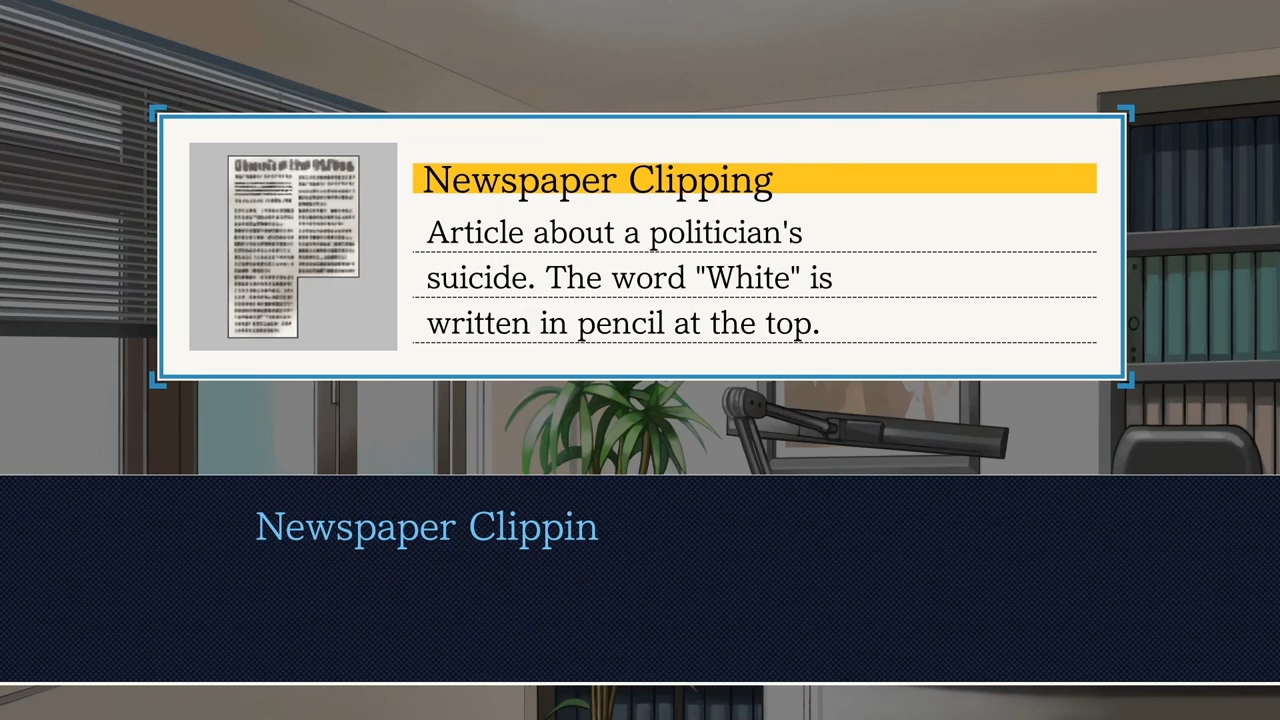 Newspaper Clipping
Article about a politician's
suicide. The word "White" is
written in pencil at the top.
Newspaper Clippin